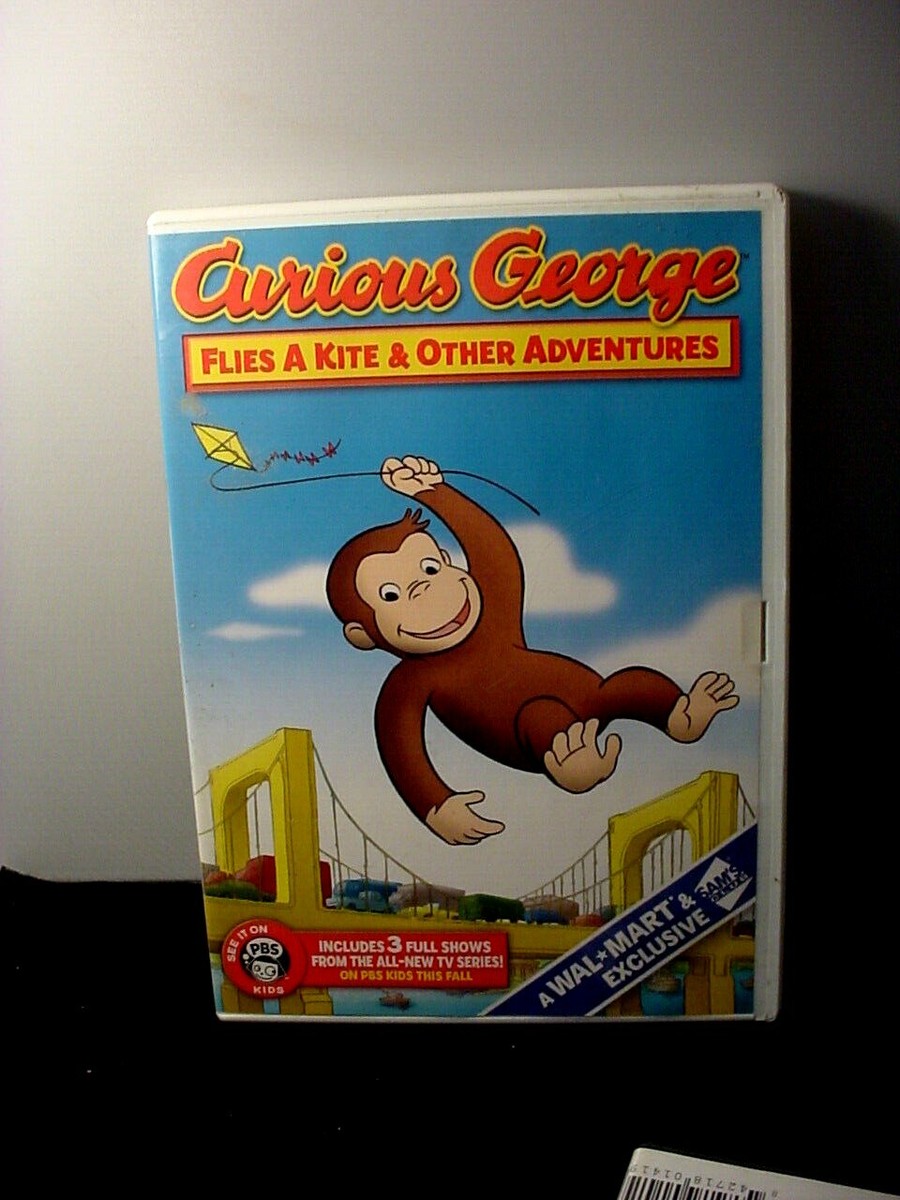 Curious George™
FLIES A KITE & OTHER ADVENTURES
SEE IT ON
PBS
KIDS
INCLUDES 3 FULL SHOWS
FROM THE ALL-NEW TV SERIES!
ON PBS KIDS THIS FALL
A WAL★MART® & SAM'S
EXCLUSIVE